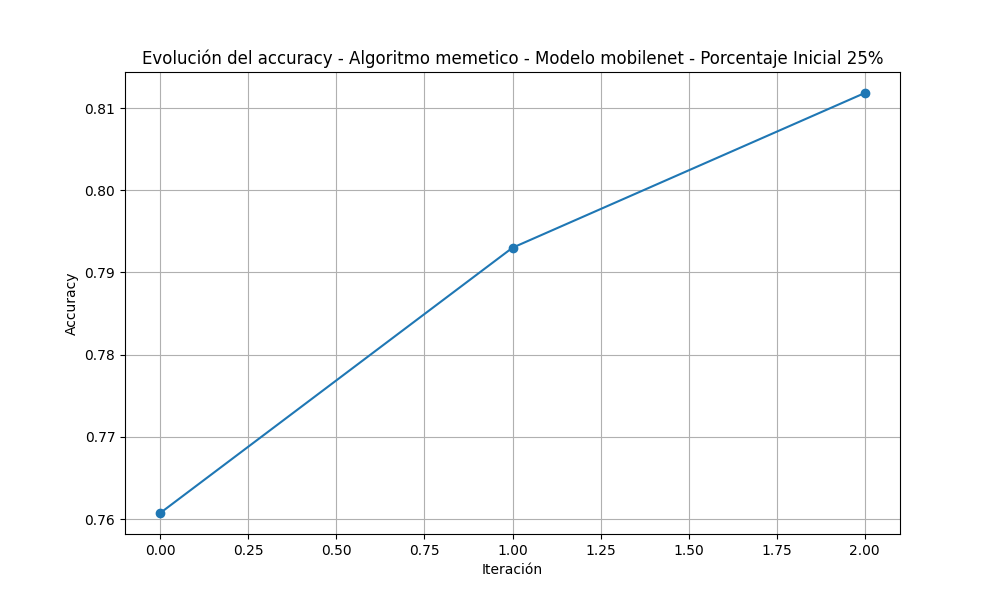 Evolución del accuracy - Algoritmo memetico - Modelo mobilenet - Porcentaje Inicial 25%
0.81
0.80
0.79
0.78
0.77
0.76
Accuracy
0.00 0.25 0.50 0.75 1.00 1.25 1.50 1.75 2.00
Iteración